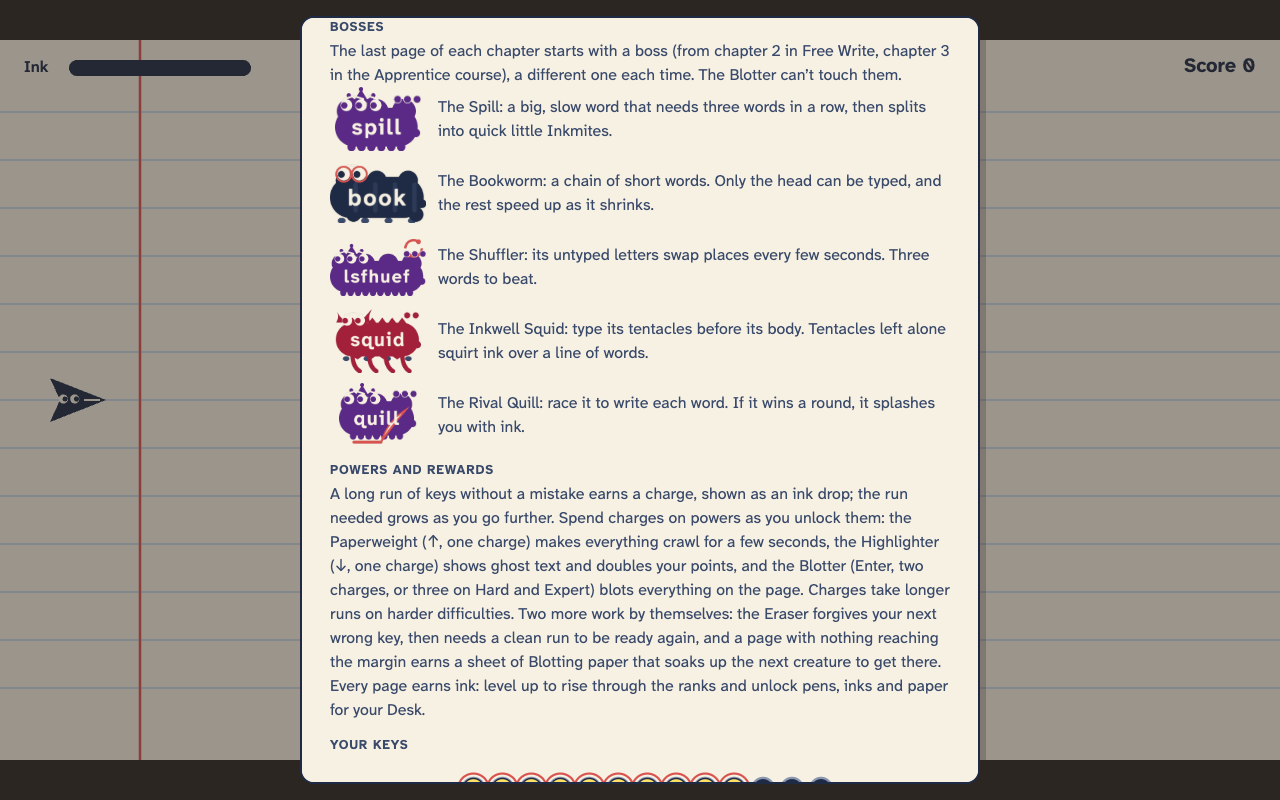 BOSSES
The last page of each chapter starts with a boss (from chapter 2 in Free Write, chapter 3
in the Apprentice course), a different one each time. The Blotter can’t touch them.
Ink
Score 0
spill
The Spill: a big, slow word that needs three words in a row, then splits
into quick little Inkmites.
book
The Bookworm: a chain of short words. Only the head can be typed, and
the rest speed up as it shrinks.
lsfhuef
The Shuffler: its untyped letters swap places every few seconds. Three
words to beat.
squid
The Inkwell Squid: type its tentacles before its body. Tentacles left alone
squirt ink over a line of words.
quill
The Rival Quill: race it to write each word. If it wins a round, it splashes
you with ink.
POWERS AND REWARDS
A long run of keys without a mistake earns a charge, shown as an ink drop; the run
needed grows as you go further. Spend charges on powers as you unlock them: the
Paperweight (↑, one charge) makes everything crawl for a few seconds, the Highlighter
(↓, one charge) shows ghost text and doubles your points, and the Blotter (Enter, two
charges, or three on Hard and Expert) blots everything on the page. Charges take longer
runs on harder difficulties. Two more work by themselves: the Eraser forgives your next
wrong key, then needs a clean run to be ready again, and a page with nothing reaching
the margin earns a sheet of Blotting paper that soaks up the next creature to get there.
Every page earns ink: level up to rise through the ranks and unlock pens, inks and paper
for your Desk.
YOUR KEYS